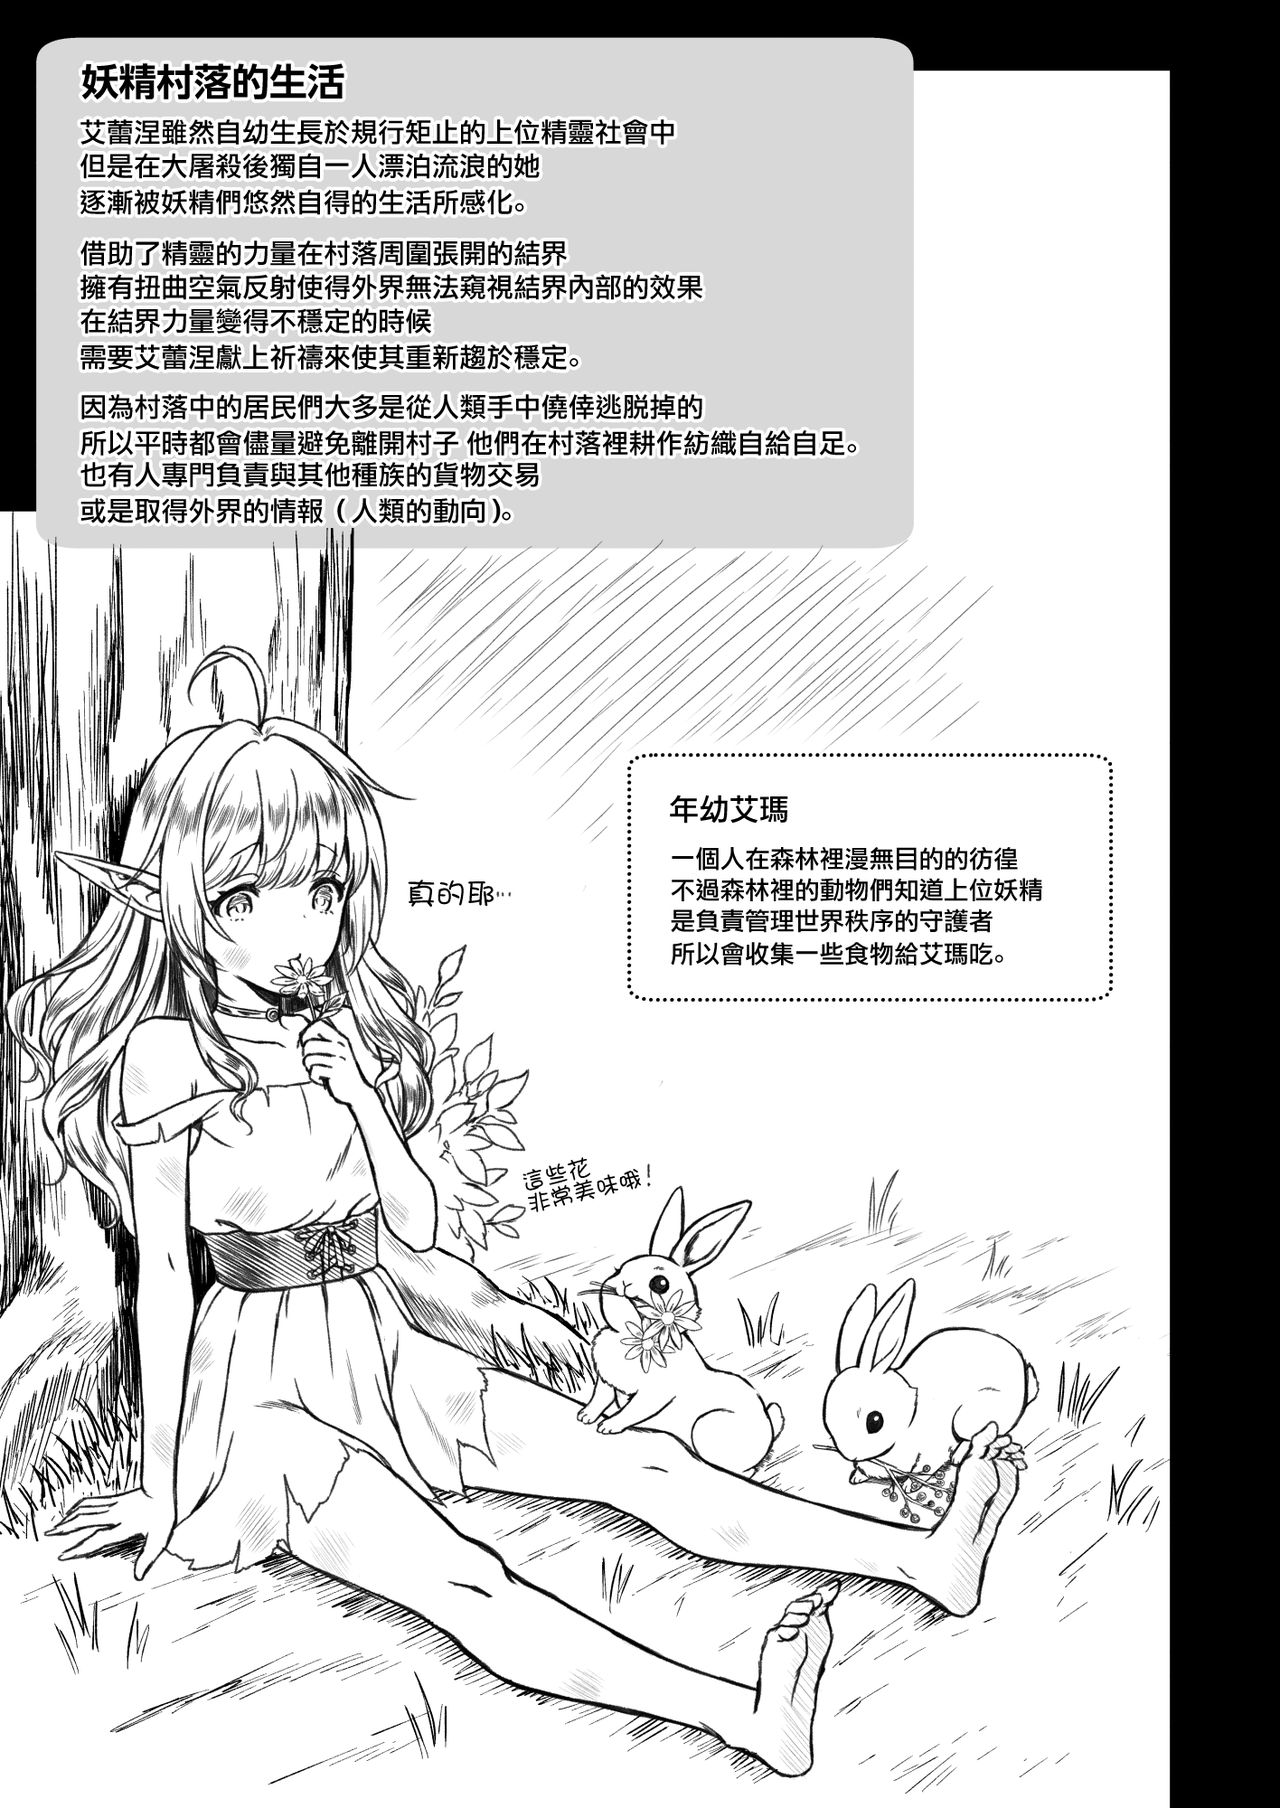 妖精村落的生活
艾蕾涅雖然自幼生長於規行矩止的上位精靈社會中
但是在大屠殺後獨自一人漂泊流浪的她
逐漸被妖精們悠然自得的生活所感化。
借助了精靈的力量在村落周圍張開的結界
擁有扭曲空氣反射使得外界無法窺視結界內部的效果
在結界力量變得不穩定的時候
需要艾蕾涅獻上祈禱來使其重新趨於穩定。
因為村落中的居民們大多是從人類手中僥倖逃脫掉的
所以平時都會儘量避免離開村子 他們在村落裡耕作紡織自給自足。
也有人專門負責與其他種族的貨物交易
或是取得外界的情報（人類的動向）。
年幼艾瑪
一個人在森林裡漫無目的的彷徨
不過森林裡的動物們知道上位妖精
是負責管理世界秩序的守護者
所以會收集一些食物給艾瑪吃。
真的耶…
這些花
非常美味哦！